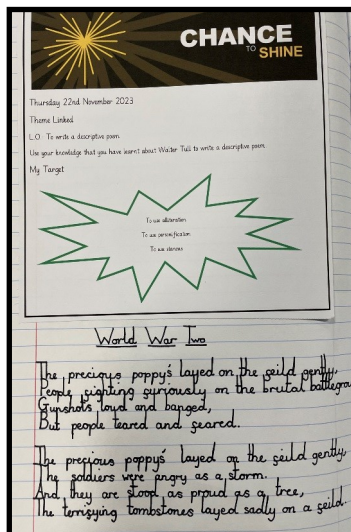 CHANCE
TO SHINE
Thursday 22nd November 2023
Theme Linked
L.O. To write a descriptive poem.
Use your knowledge that you have learnt about Walter Tull to write a descriptive poem.
My Target
To use alliteration
To use personification
To use
World War Two
The precious poppy's layed on the feild gently,
People fighting furiously on the brutal
Gunshots loud and banged,
But people teared and feared.
The precious poppy's layed on the feild gently,
The soldiers were angry as a storm.
And they are stood as proud as a tree,
The terrifying tombstones layed sadly on a feild.